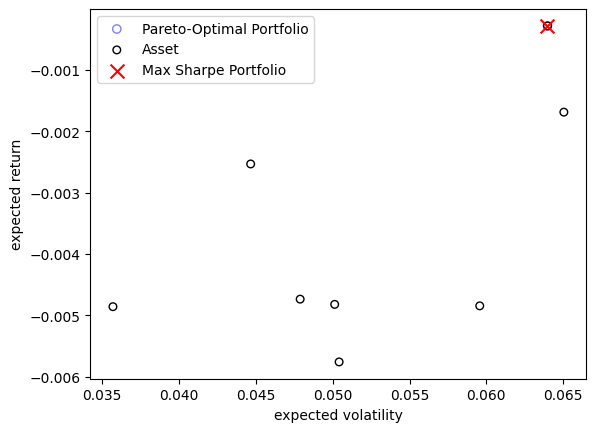 Pareto-Optimal Portfolio
Asset
Max Sharpe Portfolio
−0.001
−0.002
−0.003
−0.004
−0.005
−0.006
expected return
0.035 0.040 0.045 0.050 0.055 0.060 0.065
expected volatility